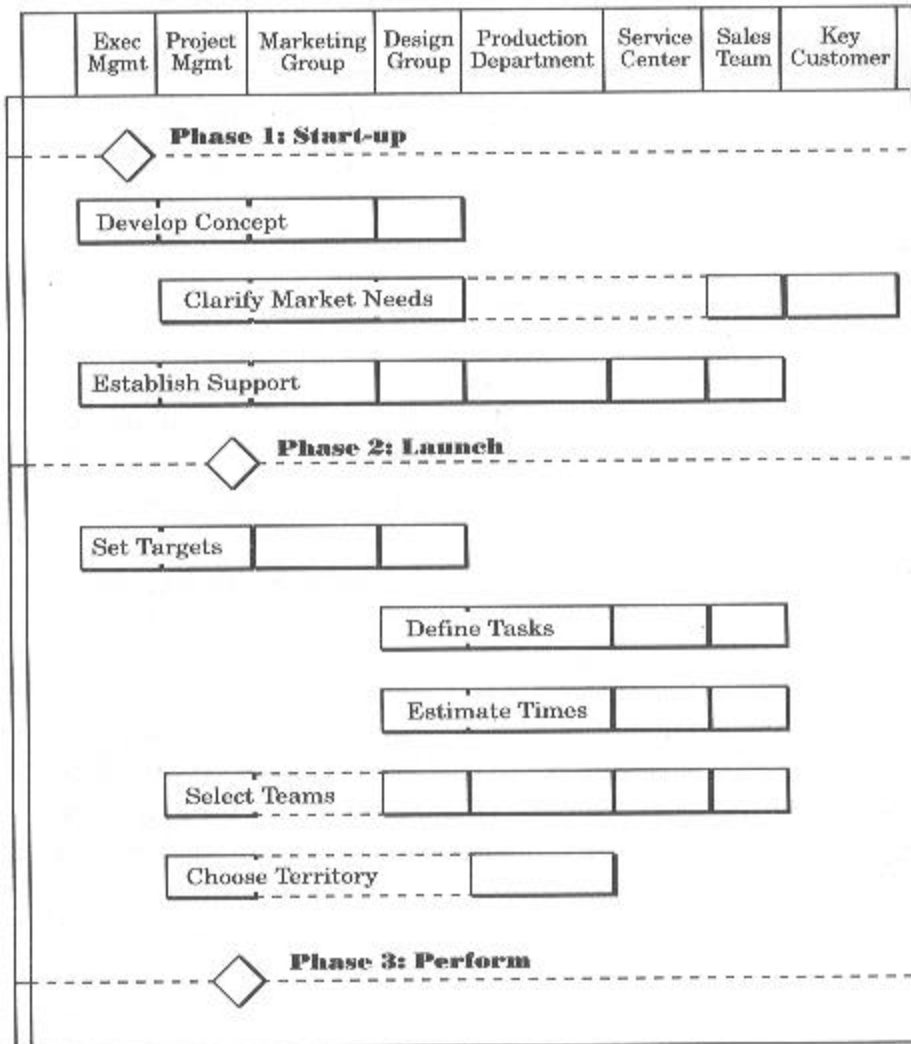 Exec Mgmt
Project Mgmt
Marketing Group
Design Group
Production Department
Service Center
Sales Team
Key Customer
Phase 1: Start-up
Develop Concept
Clarify Market Needs
Establish Support
Phase 2: Launch
Set Targets
Define Tasks
Estimate Times
Select Teams
Choose Territory
Phase 3: Perform